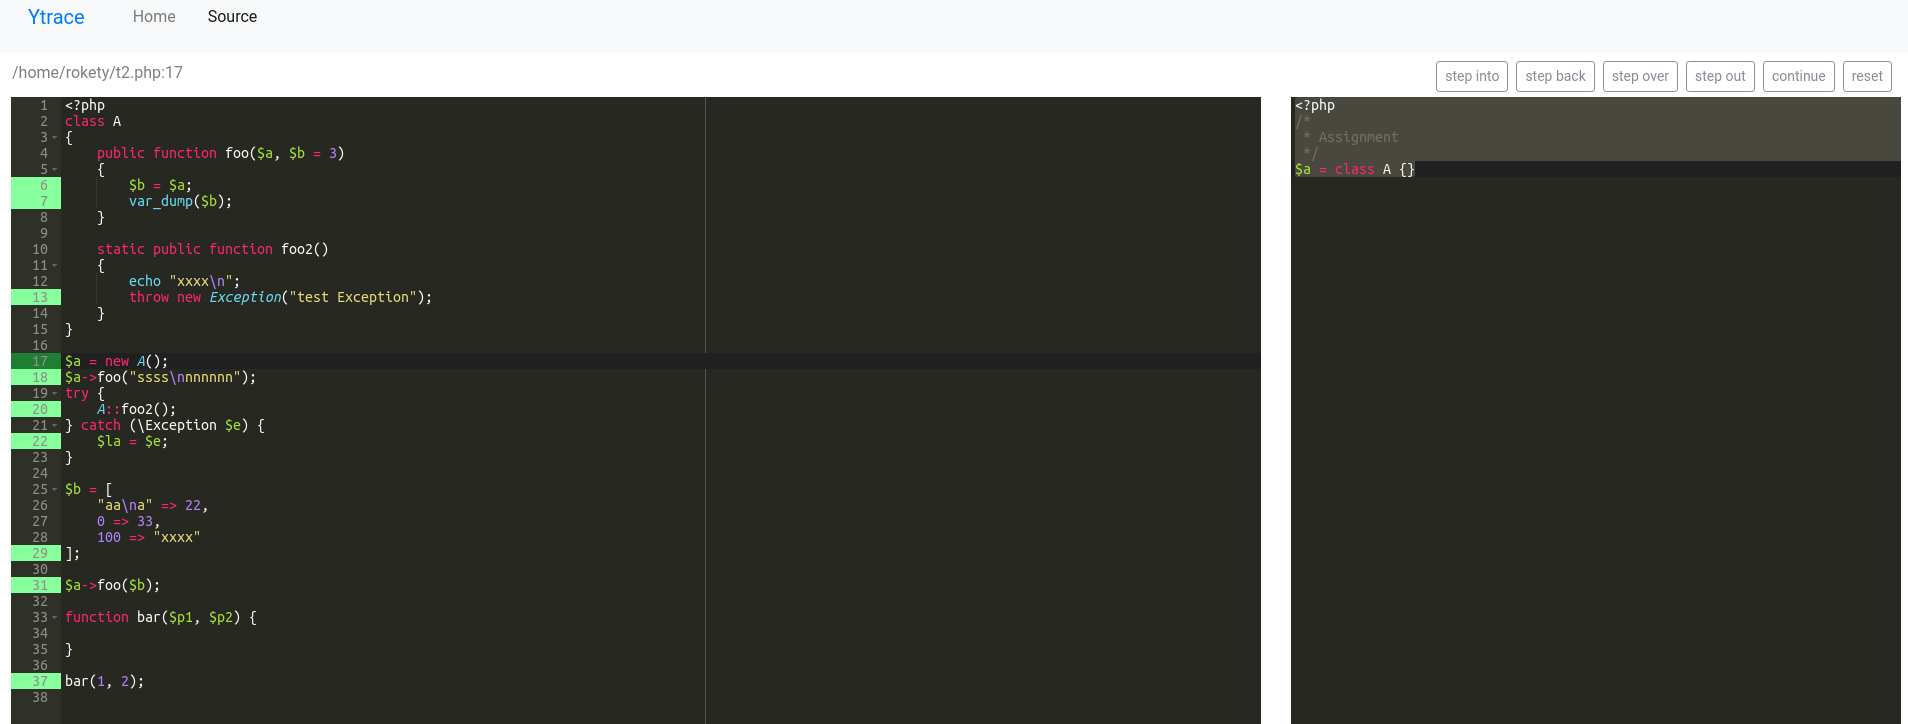 Ytrace Home Source
/home/rokety/t2.php:17
step into step back step over step out continue reset
1 <?php
2 class A
3 {
4     public function foo($a, $b = 3)
5     {
6         $b = $a;
7         var_dump($b);
8     }
9
10     static public function foo2()
11     {
12         echo "xxxx\n";
13         throw new Exception("test Exception");
14     }
15 }
16
17 $a = new A();
18 $a->foo("ssss\nnnnnnn");
19 try {
20     A::foo2();
21 } catch (\Exception $e) {
22     $la = $e;
23 }
24
25 $b = [
26     "aa\na" => 22,
27     0 => 33,
28     100 => "xxxx"
29 ];
30
31 $a->foo($b);
32
33 function bar($p1, $p2) {
34
35 }
36
37 bar(1, 2);
38
<?php
/*
 * Assignment
 */
$a = class A {}